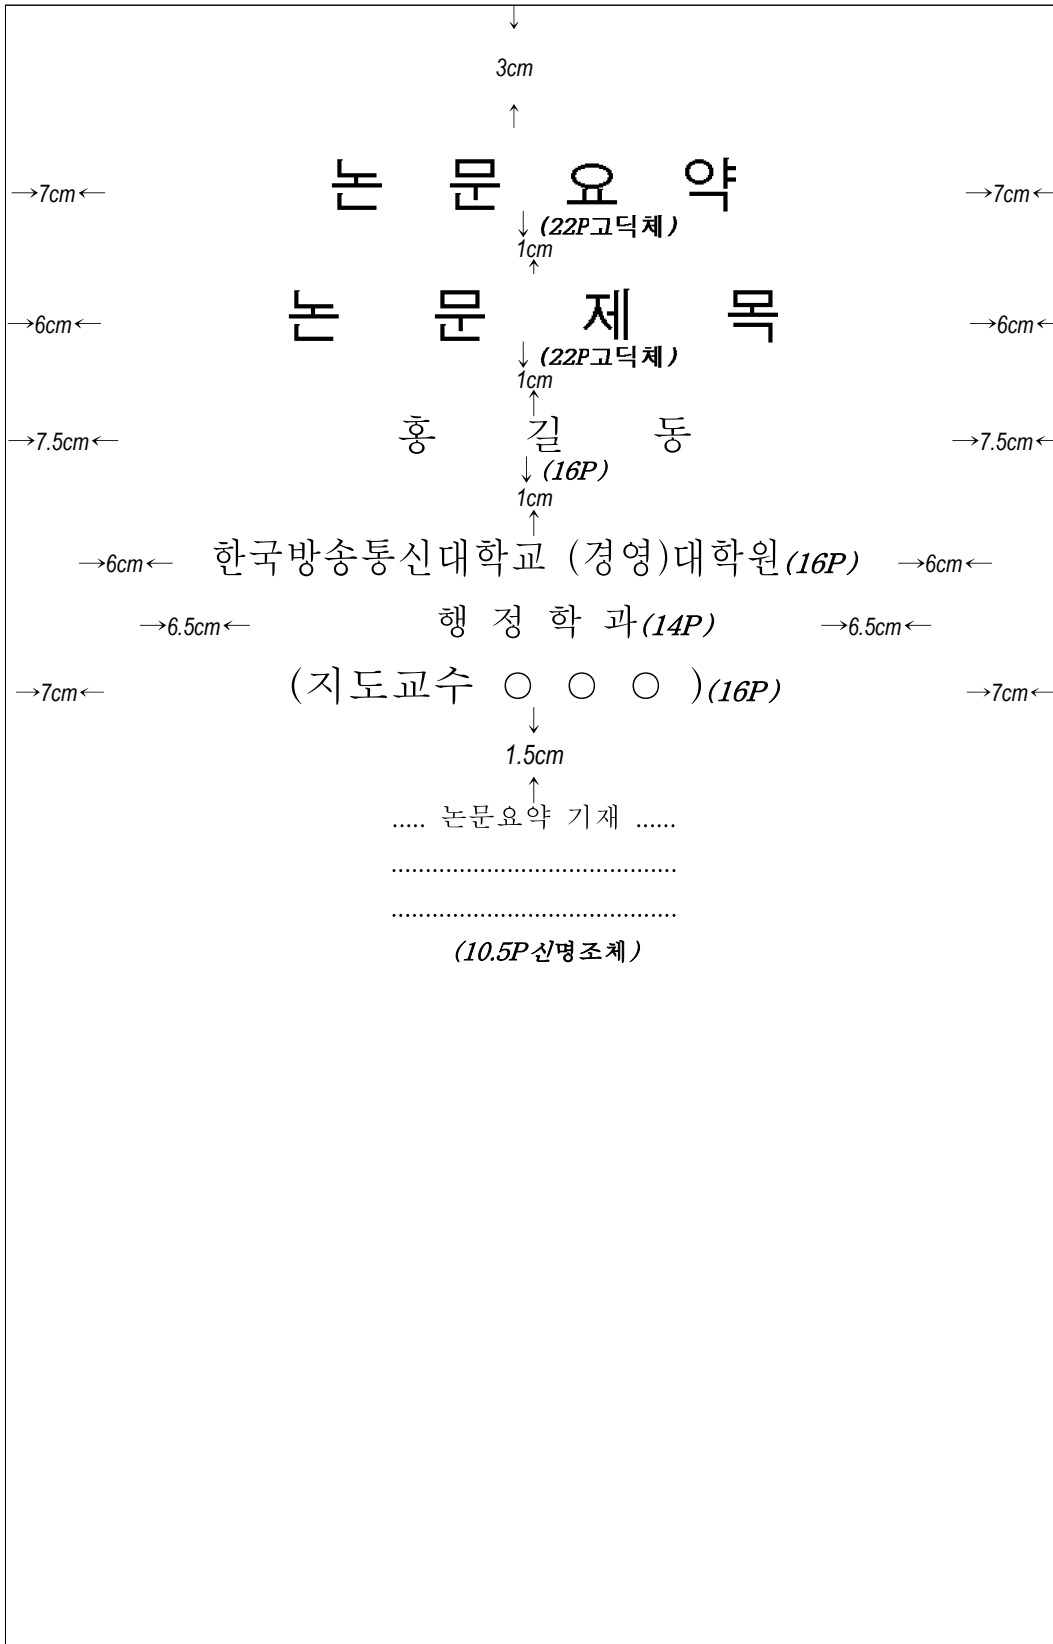 ↓
3cm
↑
→7cm← 논 문 요 약 →7cm←
↓ (22P고딕체)
1cm
↑
→6cm← 논 문 제 목 →6cm←
↓ (22P고딕체)
1cm
↑
→7.5cm← 홍 길 동 →7.5cm←
↓ (16P)
1cm
↑
→6cm← 한국방송통신대학교 (경영)대학원(16P) →6cm←
→6.5cm← 행 정 학 과(14P) →6.5cm←
→7cm← (지도교수 ○ ○ ○ )(16P) →7cm←
↓
1.5cm
↑
..... 논문요약 기재 ......
..........................................
..........................................
(10.5P신명조체)